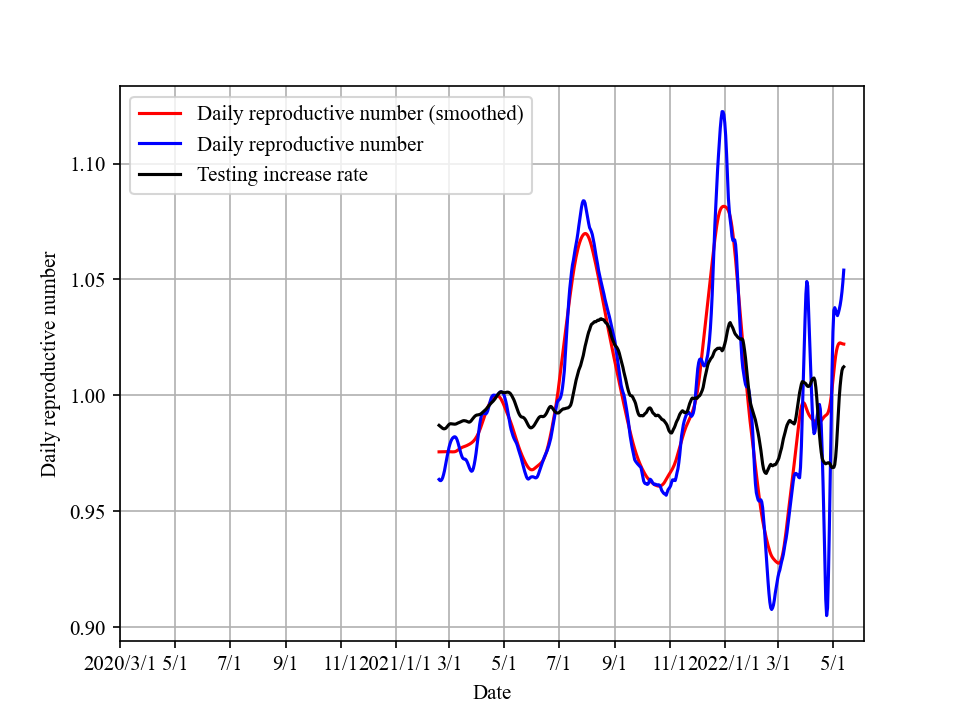 Daily reproductive number (smoothed)
Daily reproductive number
Testing increase rate
Daily reproductive number
1.10
1.05
1.00
0.95
0.90
2020/3/1 5/1 7/1 9/1 11/1 2021/1/1 3/1 5/1 7/1 9/1 11/1 2022/1/1 3/1 5/1
Date